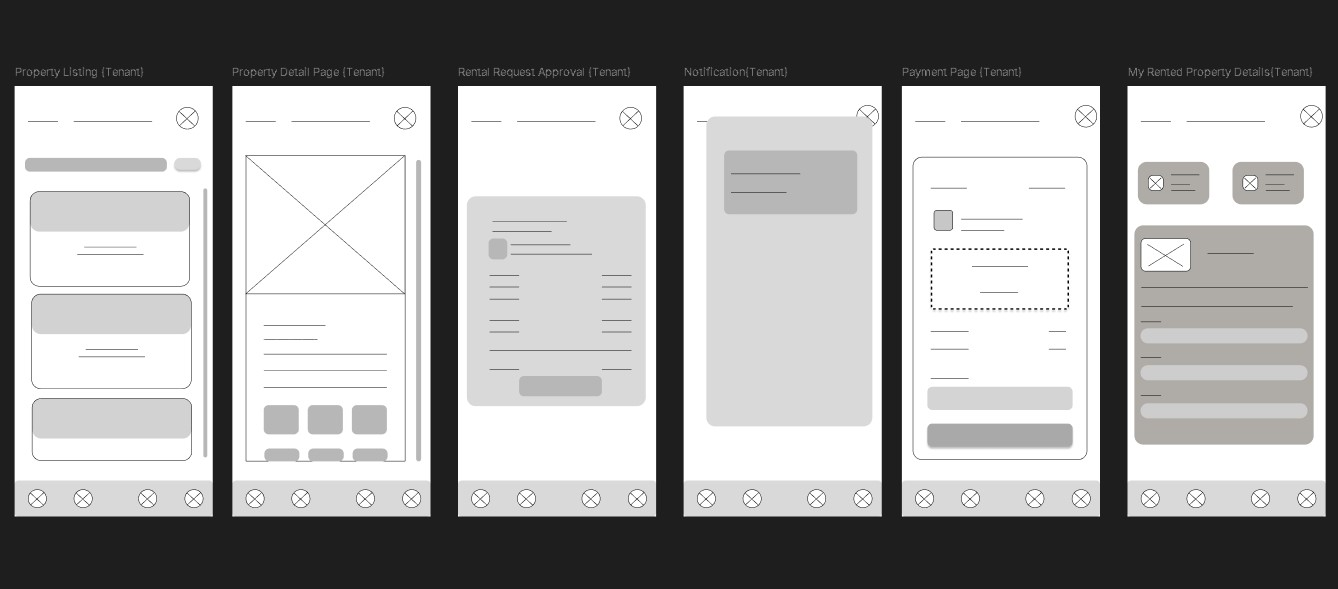 Property Listing (Tenant)
Property Detail Page (Tenant)
Rental Request Approval (Tenant)
Notification(Tenant)
Payment Page (Tenant)
My Rented Property Details(Tenant)